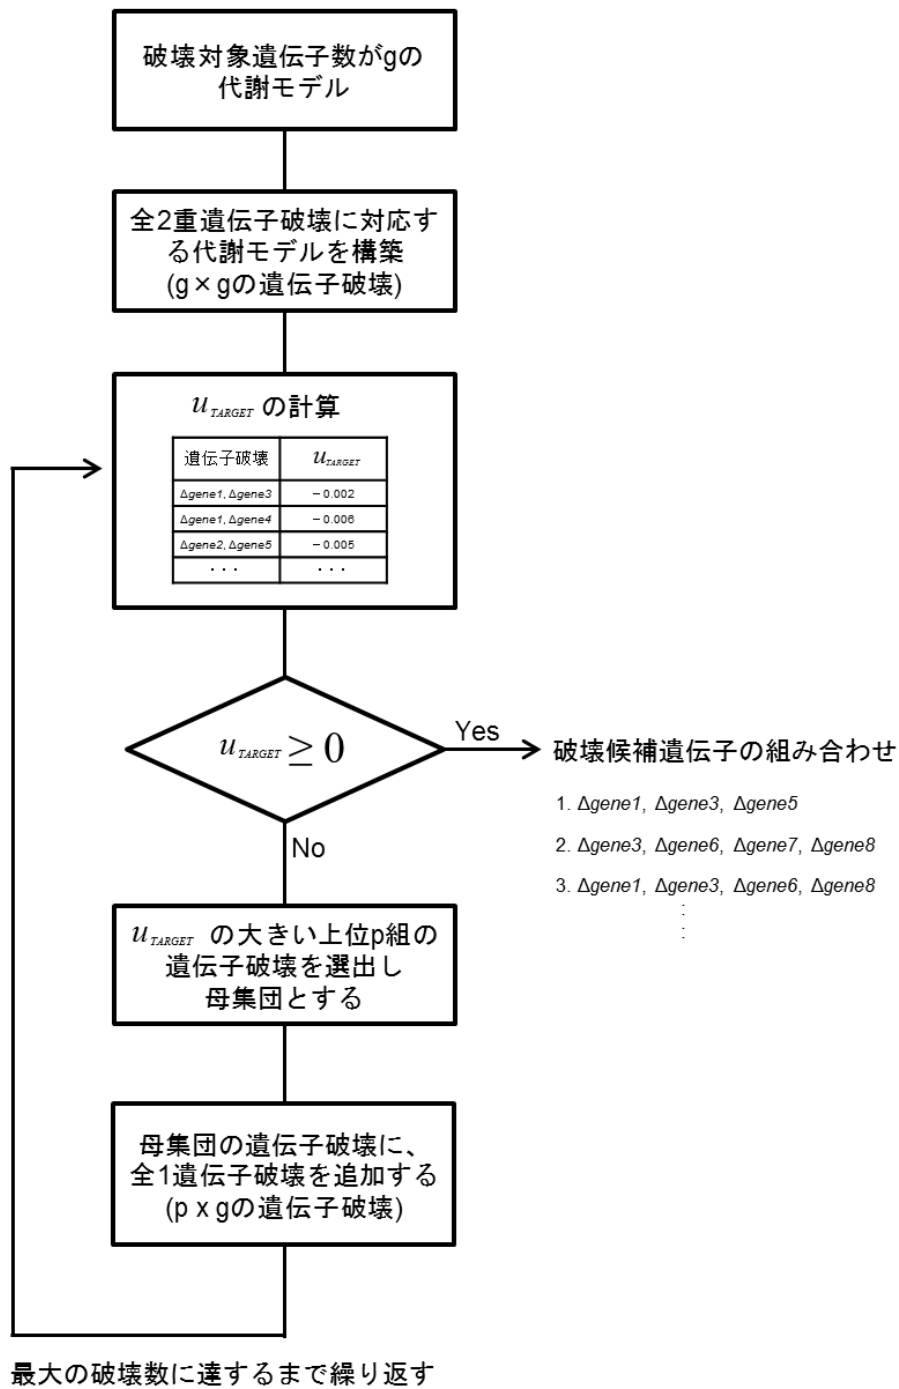 破壊対象遺伝子数がgの
代謝モデル
全2重遺伝子破壊に対応す
る代謝モデルを構築
(g×gの遺伝子破壊)
u TARGET の計算
遺伝子破壊 u TARGET
Δgene1, Δgene3 −0.002
Δgene1, Δgene4 −0.006
Δgene2, Δgene5 −0.005
・・・ ・・・
u TARGET ≥ 0
Yes
破壊候補遺伝子の組み合わせ
1. Δgene1, Δgene3, Δgene5
2. Δgene3, Δgene6, Δgene7, Δgene8
3. Δgene1, Δgene3, Δgene6, Δgene8
:
:
No
u TARGET の大きい上位p組の
遺伝子破壊を選出し
母集団とする
母集団の遺伝子破壊に、
全1遺伝子破壊を追加する
(p x gの遺伝子破壊)
最大の破壊数に達するまで繰り返す